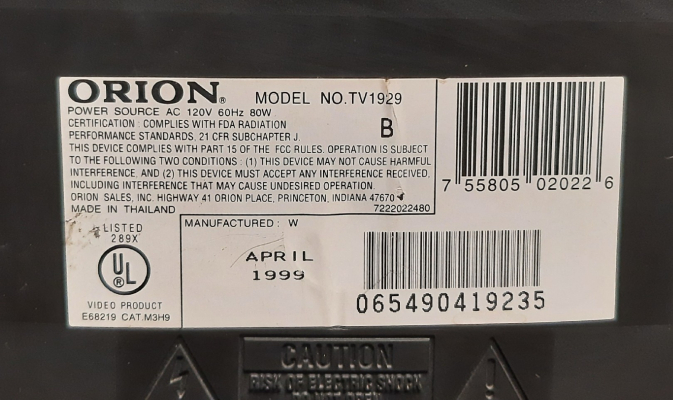 ORION® MODEL NO.TV1929
POWER SOURCE AC 120V 60Hz 80W
CERTIFICATION : COMPLIES WITH FDA RADIATION
PERFORMANCE STANDARDS, 21 CFR SUBCHAPTER J.
B
THIS DEVICE COMPLIES WITH PART 15 OF THE FCC RULES. OPERATION IS SUBJECT
TO THE FOLLOWING TWO CONDITIONS : (1) THIS DEVICE MAY NOT CAUSE HARMFUL
INTERFERENCE, AND (2) THIS DEVICE MUST ACCEPT ANY INTERFERENCE RECEIVED,
INCLUDING INTERFERENCE THAT MAY CAUSE UNDESIRED OPERATION.
ORION SALES, INC. HIGHWAY 41 ORION PLACE, PRINCETON, INDIANA 47670
MADE IN THAILAND 7222022480
7 55805 02022 6
LISTED
289X
UL®
VIDEO PRODUCT
E68219 CAT.M3H9
MANUFACTURED : W
APRIL
1999
065490419235
CAUTION
RISK OF ELECTRIC SHOCK
DO NOT OPEN